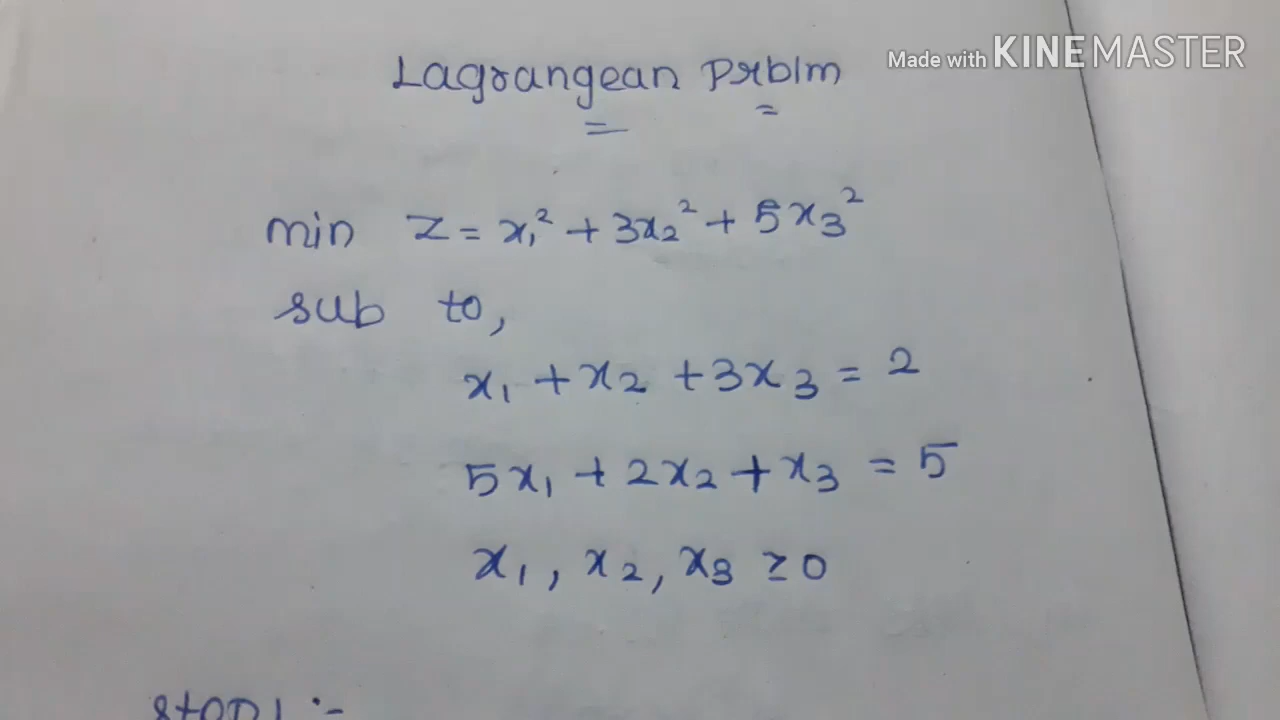 Made with KINEMASTER
Lagrangean Prblm
min Z = x₁² + 3x₂² + 5x₃²
sub to,
x₁ + x₂ + 3x₃ = 2
5x₁ + 2x₂ + x₃ = 5
x₁, x₂, x₃ ≥ 0